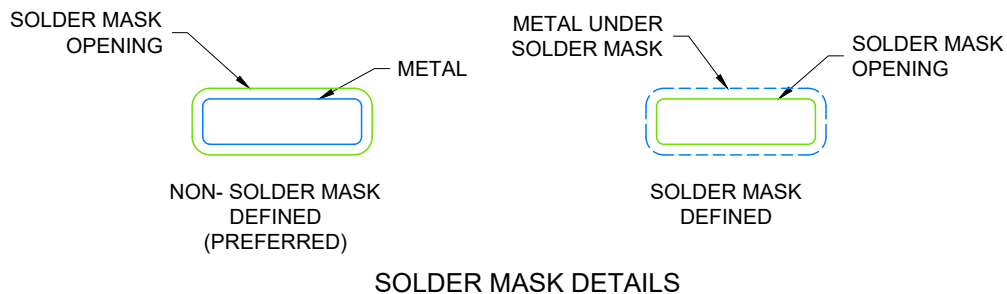 SOLDER MASK
OPENING
METAL
NON- SOLDER MASK
DEFINED
(PREFERRED)
METAL UNDER
SOLDER MASK
SOLDER MASK
OPENING
SOLDER MASK
DEFINED
SOLDER MASK DETAILS